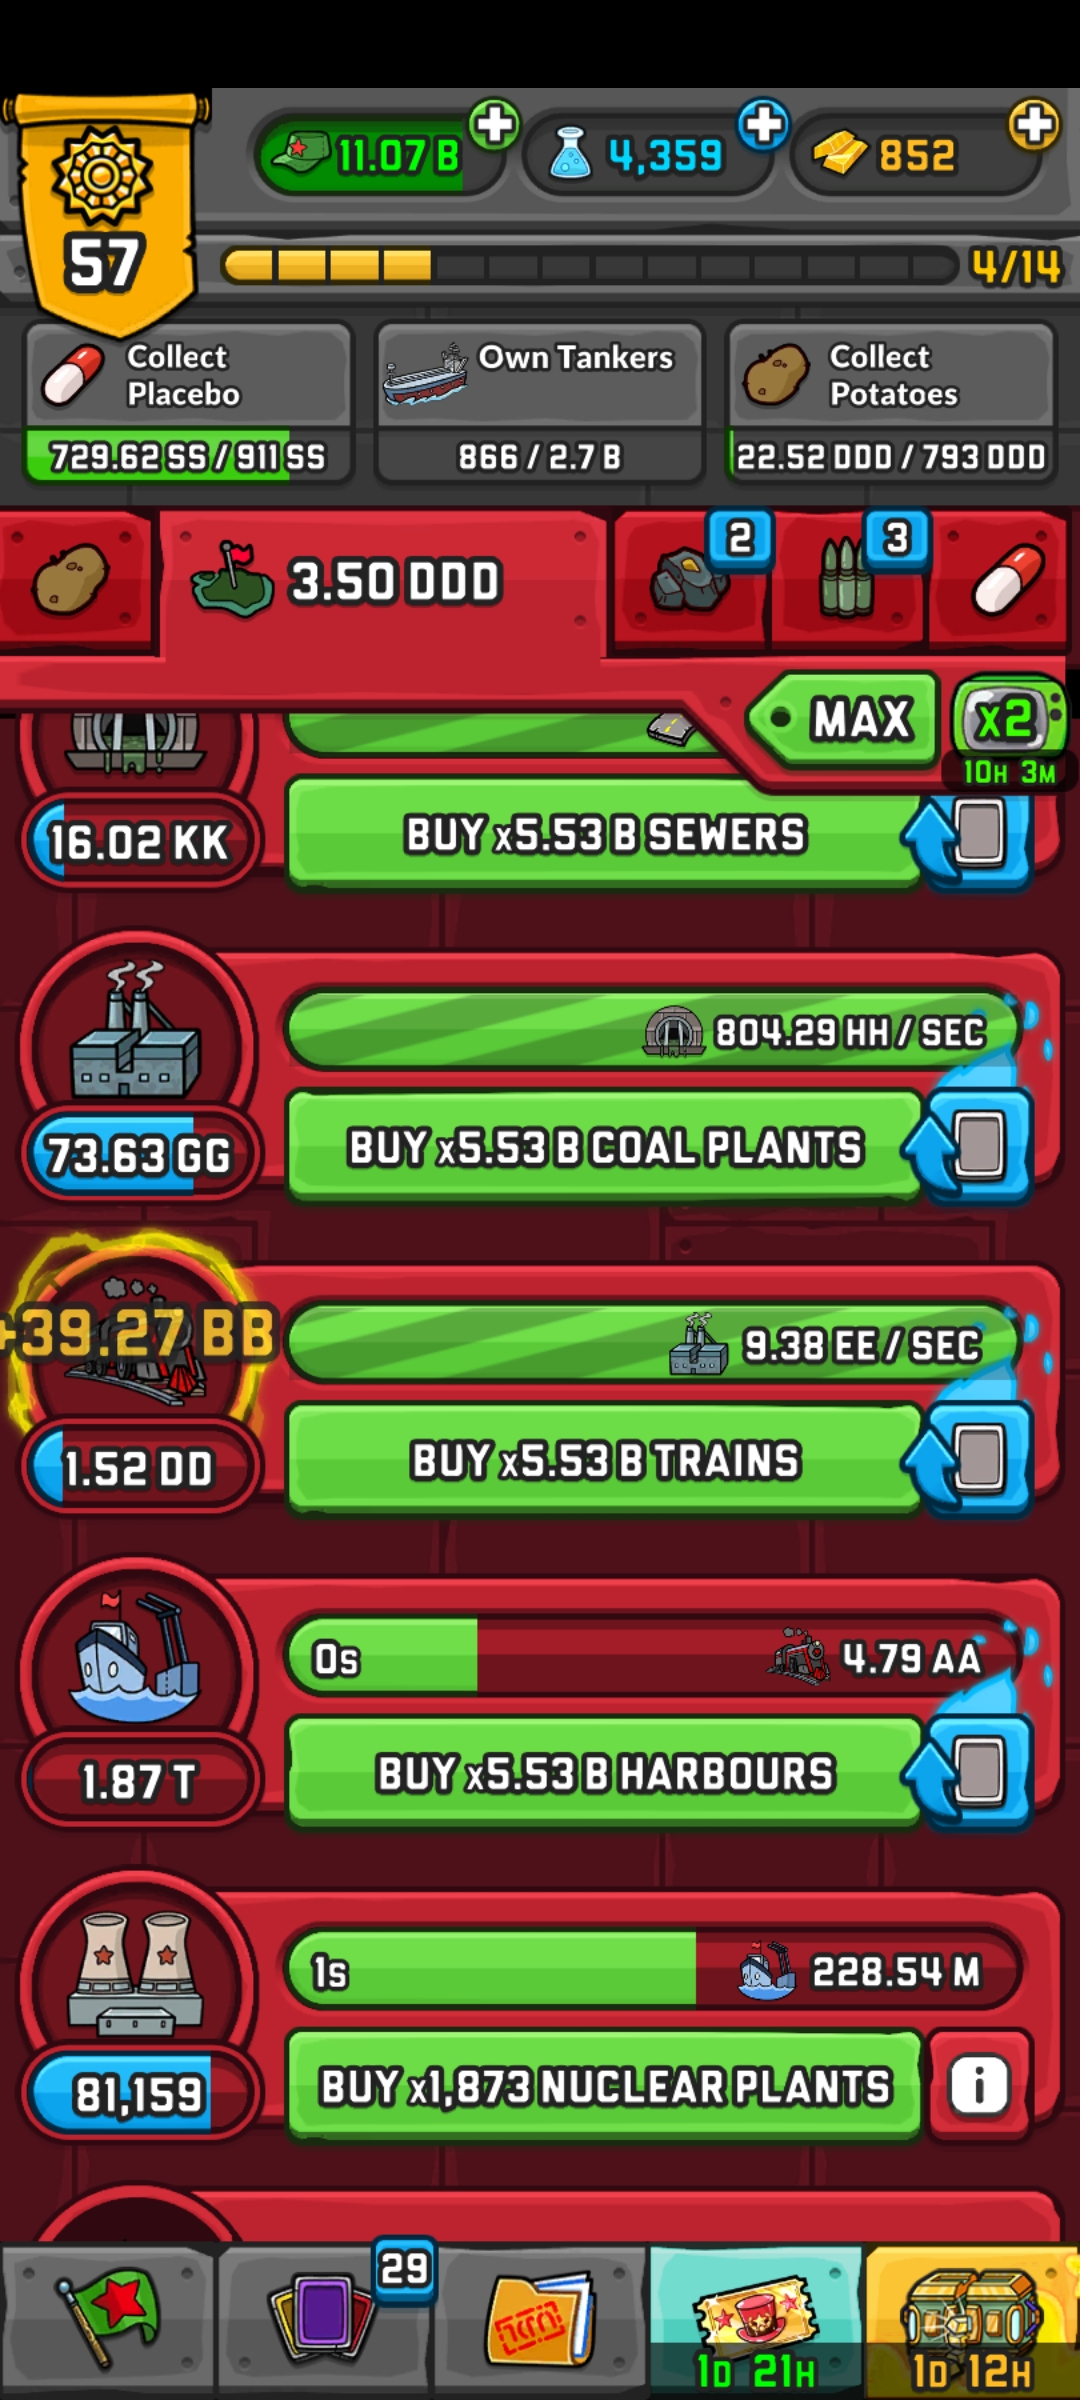 57
11.07 B
4,359
852
4/14
Collect
Placebo
729.62 SS / 911 SS
Own Tankers
866 / 2.7 B
Collect
Potatoes
22.52 DDD / 793 DDD
3.50 DDD
2
3
MAX
x2
10H 3M
16.02 KK
BUY x5.53 B SEWERS
804.29 HH / SEC
73.63 GG
BUY x5.53 B COAL PLANTS
+39.27 BB
9.38 EE / SEC
1.52 DD
BUY x5.53 B TRAINS
0s
4.79 AA
1.87 T
BUY x5.53 B HARBOURS
1s
228.54 M
81,159
BUY x1,873 NUCLEAR PLANTS
i
29
1D 21H
1D 12H